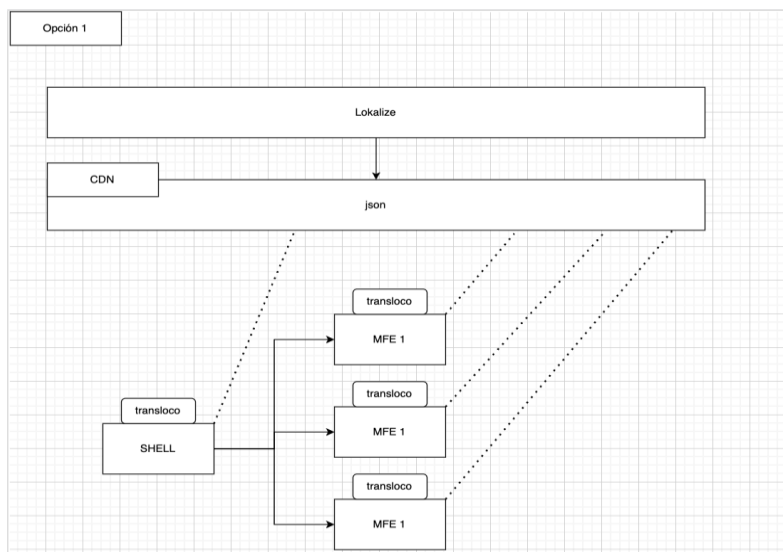 Opción 1
Lokalize
CDN
json
transloco
MFE 1
transloco
MFE 1
transloco
SHELL
transloco
MFE 1